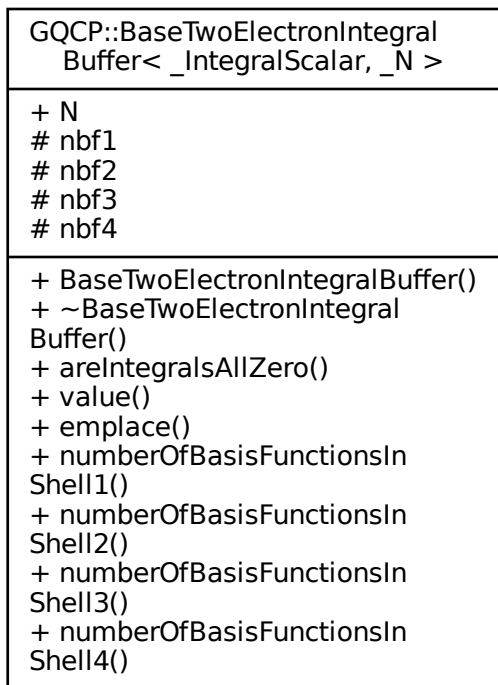 GQCP::BaseTwoElectronIntegral
Buffer< _IntegralScalar, _N >
+ N
# nbf1
# nbf2
# nbf3
# nbf4
+ BaseTwoElectronIntegralBuffer()
+ ~BaseTwoElectronIntegral
Buffer()
+ areIntegralsAllZero()
+ value()
+ emplace()
+ numberOfBasisFunctionsIn
Shell1()
+ numberOfBasisFunctionsIn
Shell2()
+ numberOfBasisFunctionsIn
Shell3()
+ numberOfBasisFunctionsIn
Shell4()